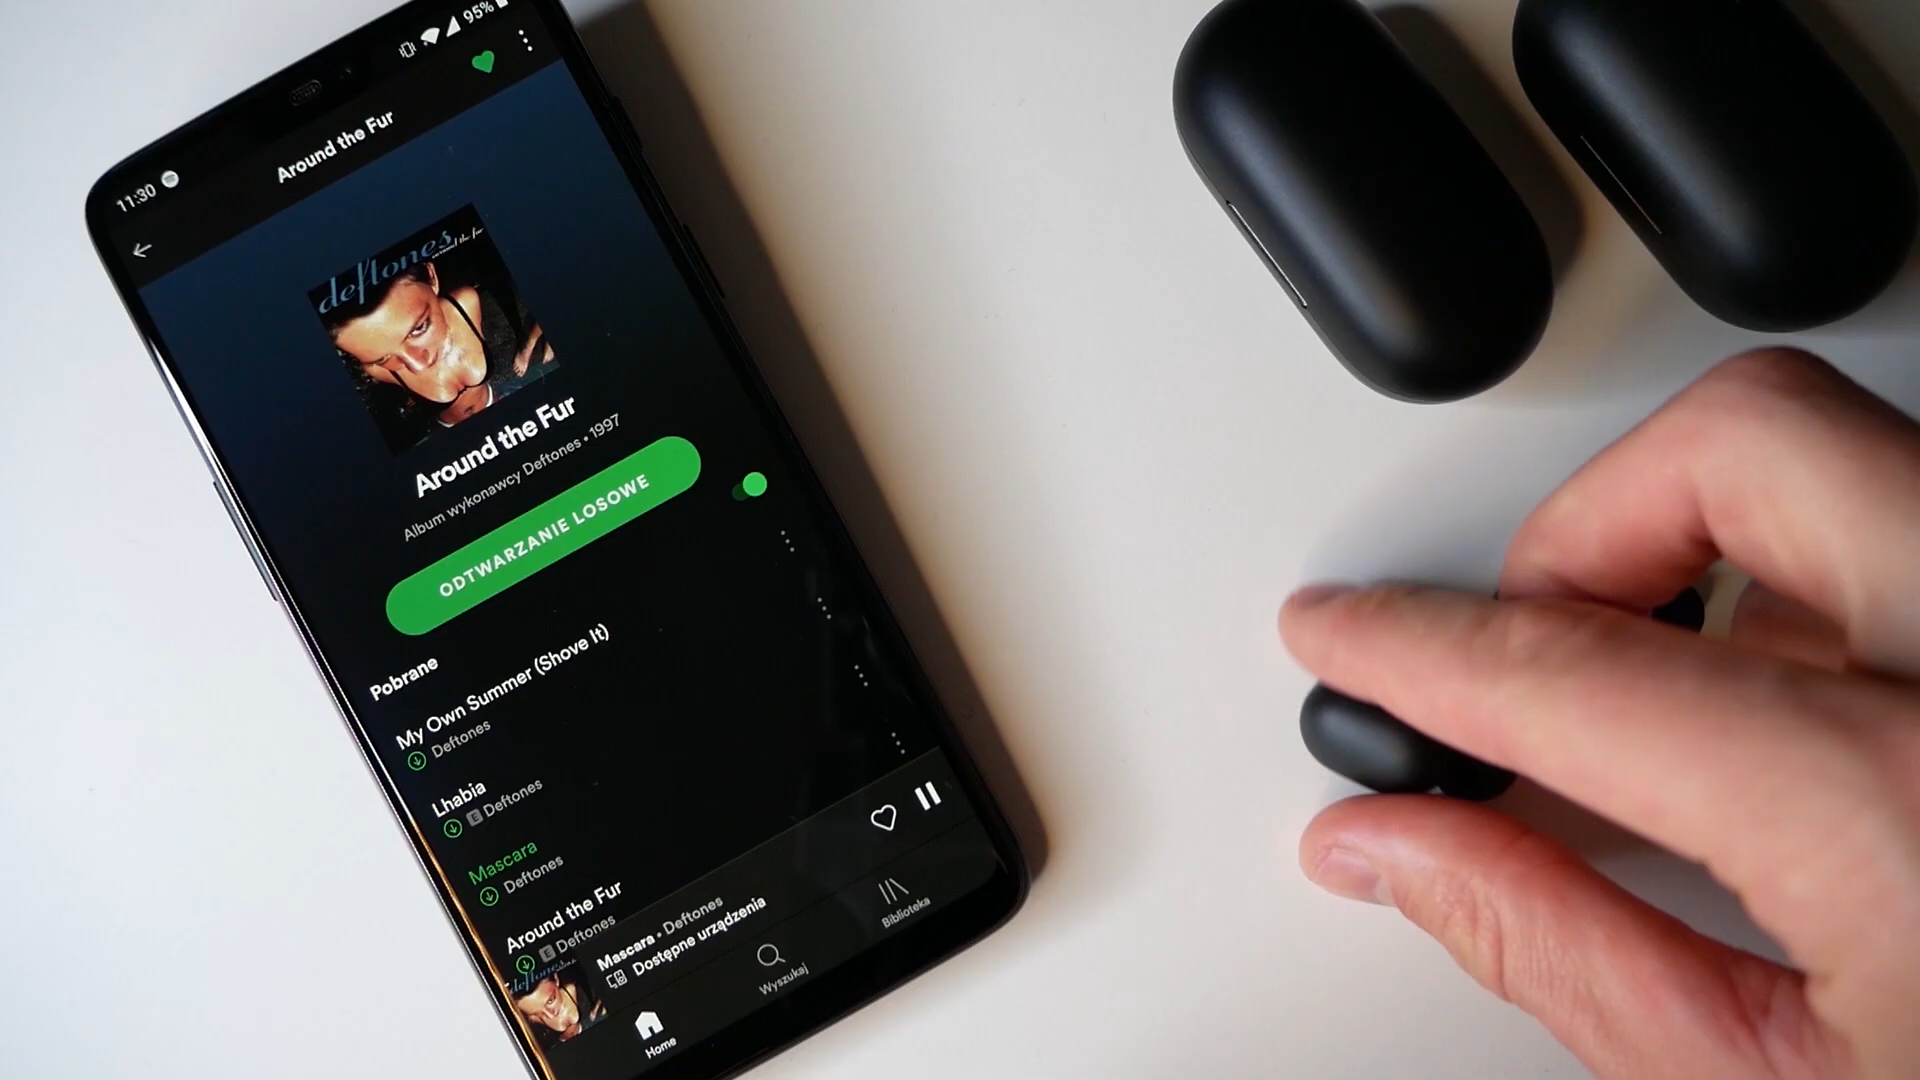 11:30
95%
Around the Fur
deftones
around the fur
Around the Fur
Album wykonawcy Deftones • 1997
ODTWARZANIE LOSOWE
Pobrane
My Own Summer (Shove It)
Deftones
Lhabia
E Deftones
Mascara
Deftones
Around the Fur
E Deftones
deftones
Mascara • Deftones
Dostępne urządzenia
Home
Wyszukaj
Biblioteka